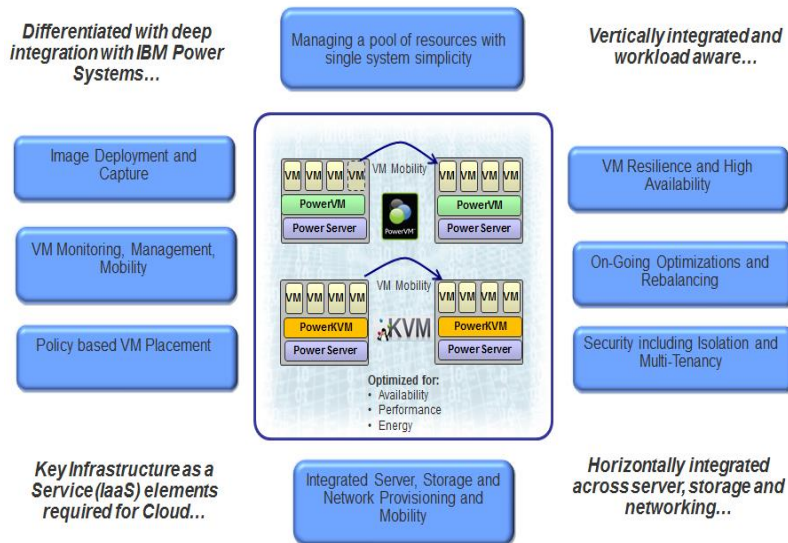 Differentiated with deep
integration with IBM Power
Systems…
Managing a pool of resources with
single system simplicity
Vertically integrated and
workload aware…
Image Deployment and
Capture
VM Monitoring, Management,
Mobility
Policy based VM Placement
VM VM VM VM
VM Mobility
VM VM VM VM
PowerVM
PowerVM
PowerVM™
Power Server
Power Server
VM Mobility
VM VM VM VM
VM VM VM VM
PowerKVM
KVM
PowerKVM
Power Server
Power Server
Optimized for:
• Availability
• Performance
• Energy
VM Resilience and High
Availability
On-Going Optimizations and
Rebalancing
Security including Isolation and
Multi-Tenancy
Key Infrastructure as a
Service (IaaS) elements
required for Cloud…
Integrated Server, Storage and
Network Provisioning and
Mobility
Horizontally integrated
across server, storage and
networking…